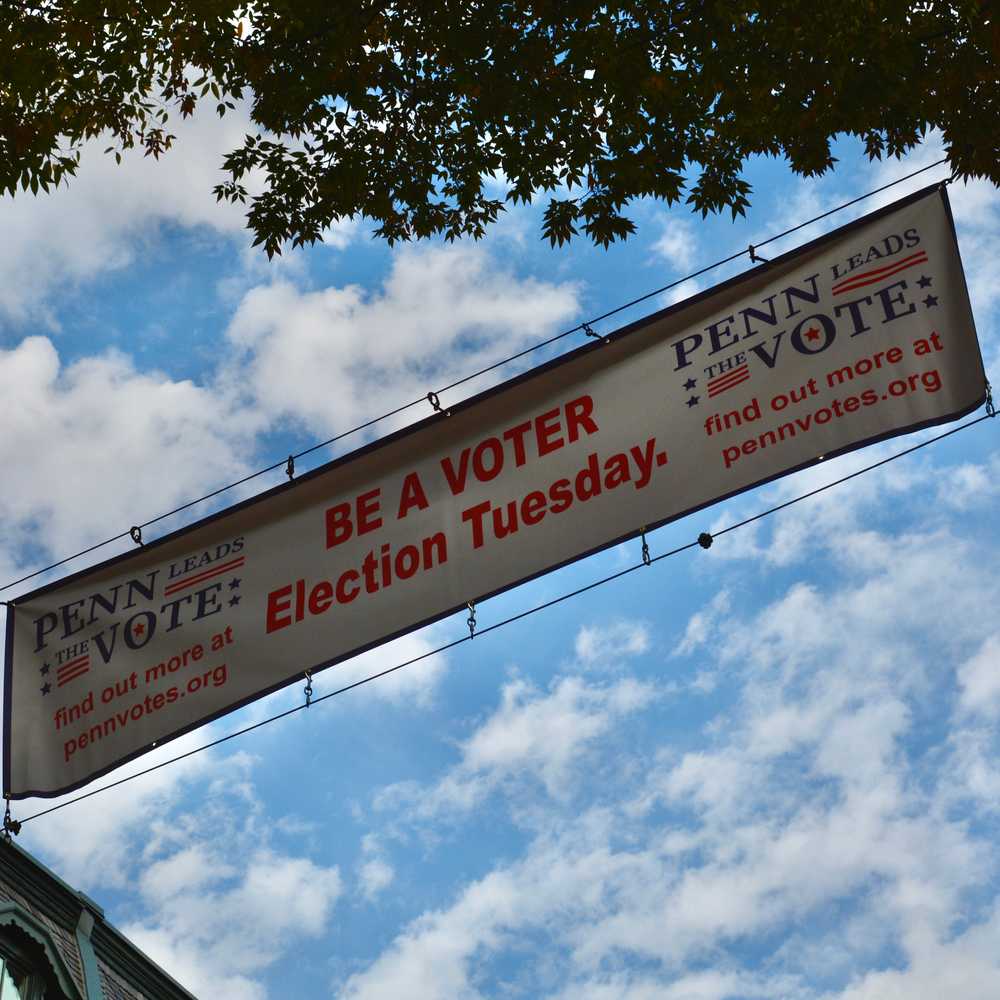 PENN LEADS
THE VOTE
find out more at
pennvotes.org
BE A VOTER
Election Tuesday.
PENN LEADS
THE VOTE
find out more at
pennvotes.org